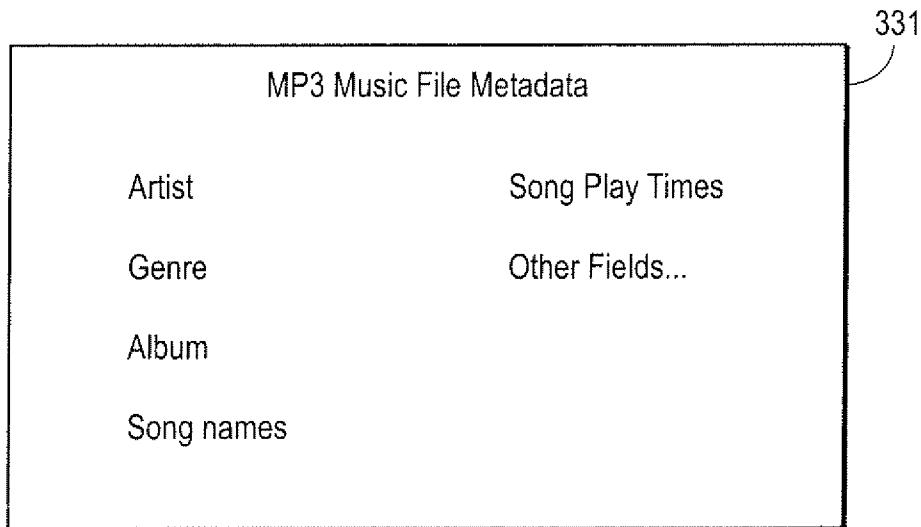 331
MP3 Music File Metadata
Artist
Song Play Times
Genre
Other Fields...
Album
Song names